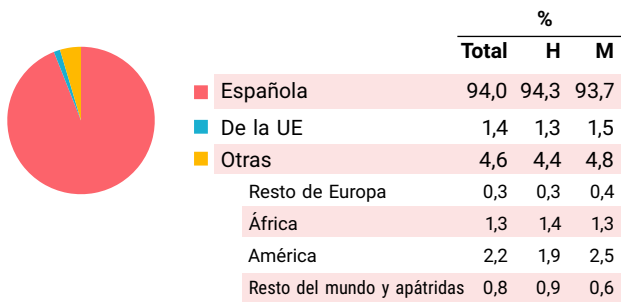 %
Total H M
Española 94,0 94,3 93,7
De la UE 1,4 1,3 1,5
Otras 4,6 4,4 4,8
Resto de Europa 0,3 0,3 0,4
África 1,3 1,4 1,3
América 2,2 1,9 2,5
Resto del mundo y apátridas 0,8 0,9 0,6